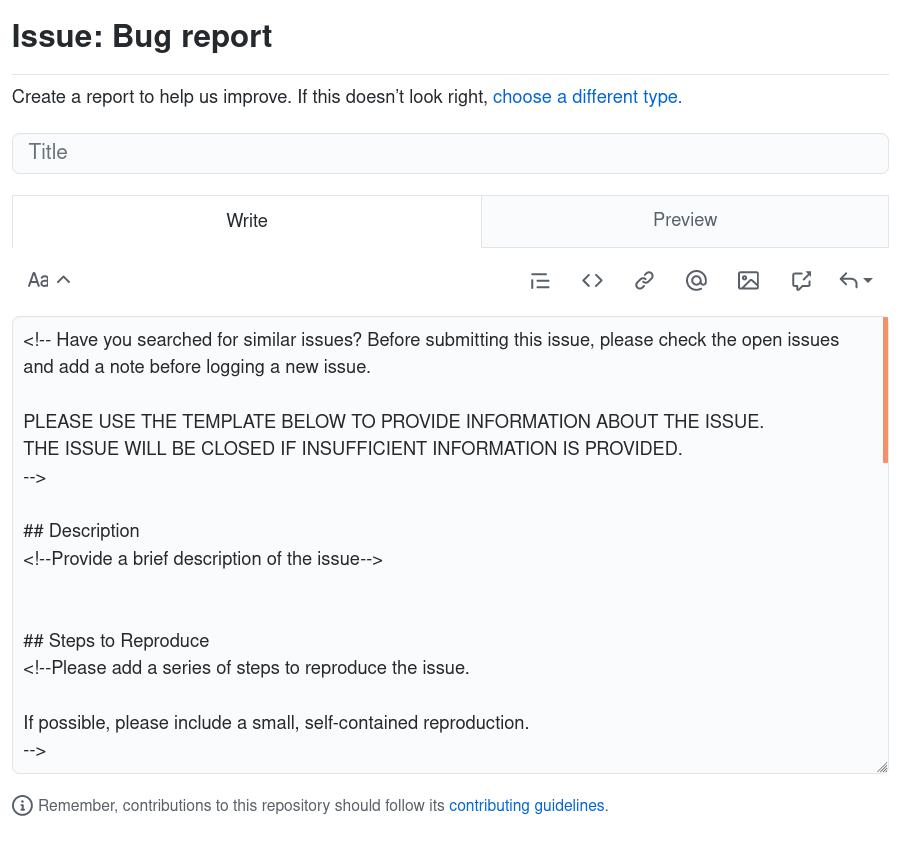 Issue: Bug report
Create a report to help us improve. If this doesn’t look right, choose a different type.
Title
Write
Preview
Aa
<!-- Have you searched for similar issues? Before submitting this issue, please check the open issues
and add a note before logging a new issue.
PLEASE USE THE TEMPLATE BELOW TO PROVIDE INFORMATION ABOUT THE ISSUE.
THE ISSUE WILL BE CLOSED IF INSUFFICIENT INFORMATION IS PROVIDED.
-->
## Description
<!--Provide a brief description of the issue-->
## Steps to Reproduce
<!--Please add a series of steps to reproduce the issue.
If possible, please include a small, self-contained reproduction.
-->
Remember, contributions to this repository should follow its contributing guidelines.